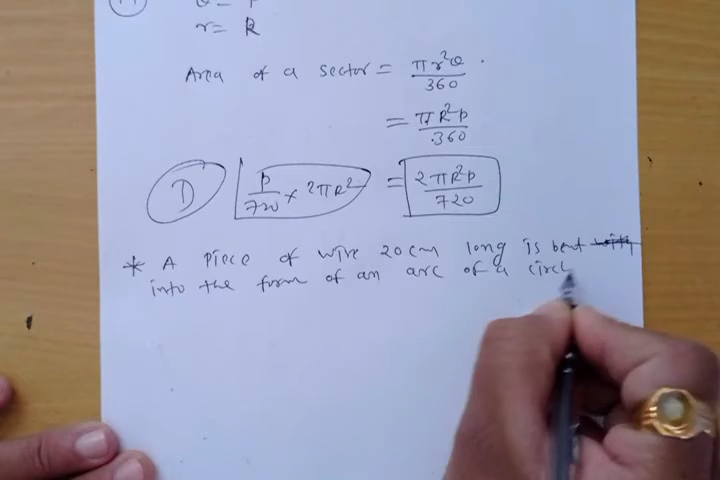 r = R
Area of a sector = πr²θ/360 .
= πR²p/.360
D p/720 × 2πR² = 2πR²p/720
* A piece of wire 20cm long is bent
into the form of an arc of a circl